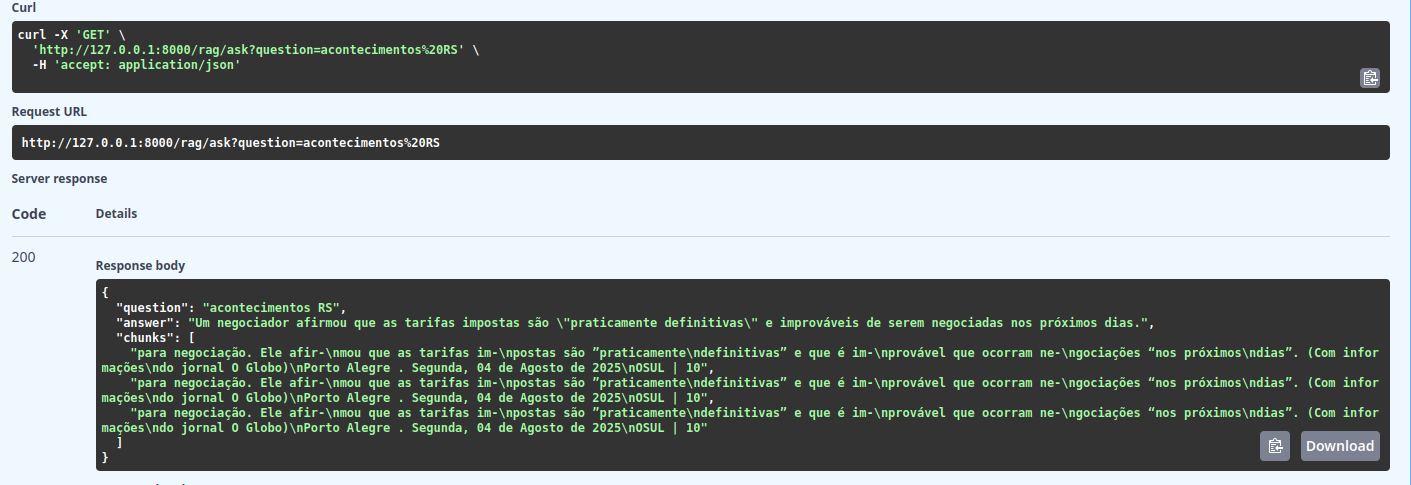 Curl
curl -X 'GET' \
  'http://127.0.0.1:8000/rag/ask?question=acontecimentos%20RS' \
  -H 'accept: application/json'
Request URL
http://127.0.0.1:8000/rag/ask?question=acontecimentos%20RS
Server response
Code Details
200
Response body
{
  "question": "acontecimentos RS",
  "answer": "Um negociador afirmou que as tarifas impostas são \"praticamente definitivas\" e improváveis de serem negociadas nos próximos dias.",
  "chunks": [
    "para negociação. Ele afir-\nmou que as tarifas im-\npostas são ”praticamente\ndefinitivas” e que é im-\nprovável que ocorram ne-\ngociações “nos próximos\ndias”. (Com infor
mações\ndo jornal O Globo)\nPorto Alegre . Segunda, 04 de Agosto de 2025\nOSUL | 10",
    "para negociação. Ele afir-\nmou que as tarifas im-\npostas são ”praticamente\ndefinitivas” e que é im-\nprovável que ocorram ne-\ngociações “nos próximos\ndias”. (Com infor
mações\ndo jornal O Globo)\nPorto Alegre . Segunda, 04 de Agosto de 2025\nOSUL | 10",
    "para negociação. Ele afir-\nmou que as tarifas im-\npostas são ”praticamente\ndefinitivas” e que é im-\nprovável que ocorram ne-\ngociações “nos próximos\ndias”. (Com infor
mações\ndo jornal O Globo)\nPorto Alegre . Segunda, 04 de Agosto de 2025\nOSUL | 10"
  ]
}
Download